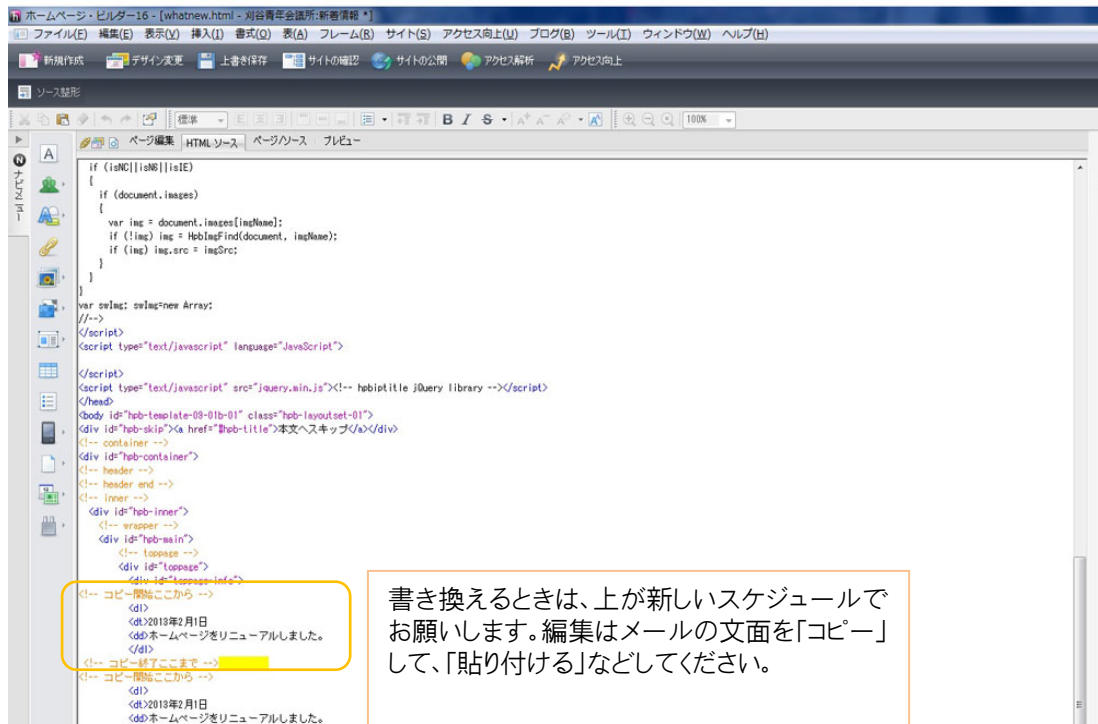 ホームページ・ビルダー16 - [whatnew.html - 刈谷青年会議所:新着情報 *]
ファイル(F) 編集(E) 表示(V) 挿入(I) 書式(O) 表(A) フレーム(R) サイト(S) アクセス向上(U) ブログ(B) ツール(T) ウィンドウ(W) ヘルプ(H)
新規作成 デザイン変更 上書き保存 サイトの確認 サイトの公開 アクセス解析 アクセス向上
ソース整形
標準 B I S 100%
ページ編集 HTMLソース ページ/ソース プレビュー
ナビメニュー
if (isNC||isN6||isIE)
{
if (document.images)
{
var img = document.images[imgName];
if (!img) img = HpbImgFind(document, imgName);
if (img) img.src = imgSrc;
}
}
}
var swImg; swImg=new Array;
//-->
</script>
<script type="text/javascript" language="JavaScript">
</script>
<script type="text/javascript" src="jquery.min.js"><!-- hpbiptitle jQuery library --></script>
</head>
<body id="hpb-template-09-01b-01" class="hpb-layoutset-01">
<div id="hpb-skip"><a href="#hpb-title">本文へスキップ</a></div>
<!-- container -->
<div id="hpb-container">
<!-- header -->
<!-- header end -->
<!-- inner -->
<div id="hpb-inner">
<!-- wrapper -->
<div id="hpb-main">
<!-- toppage -->
<div id="toppage">
<div id="toppage-info">
<!-- コピー開始ここから -->
<dl>
<dt>2013年2月1日
<dd>ホームページをリニューアルしました。
</dl>
<!-- コピー終了ここまで -->
<!-- コピー開始ここから -->
<dl>
<dt>2013年2月1日
<dd>ホームページをリニューアルしました。
書き換えるときは、上が新しいスケジュールで
お願いします。編集はメールの文面を「コピー」
して、「貼り付ける」などしてください。